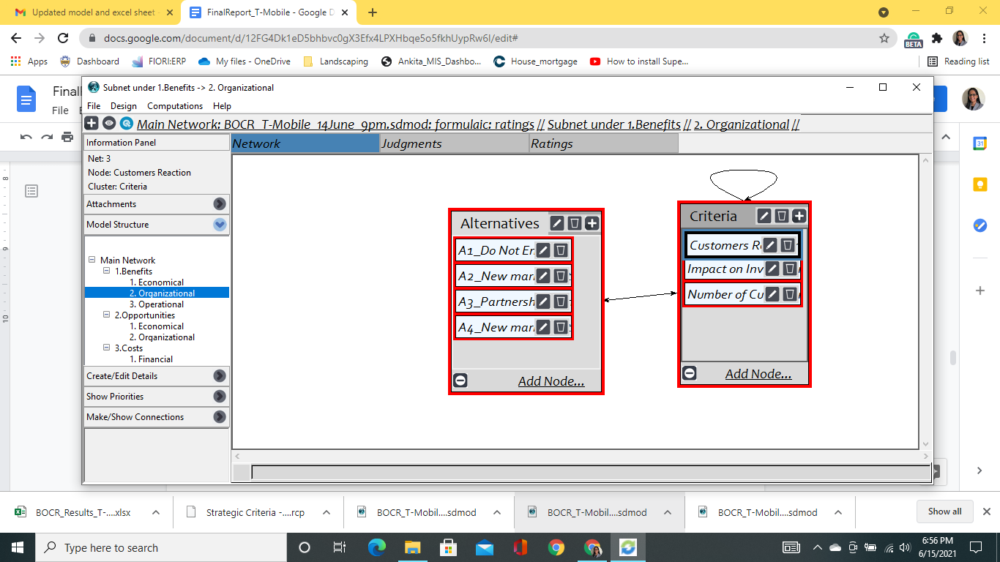 Updated model and excel sheet -
FinalReport_T-Mobile - Google D
docs.google.com/document/d/12FG4Dk1eD5bhbvc0gX3Efx4LPXHbqe5o5fkhUypRw6I/edit#
BETA
Apps
Dashboard
FIORI:ERP
My files - OneDrive
Landscaping
Ankita_MIS_Dashbo...
House_mortgage
How to install Supe...
Reading list
File
Subnet under 1.Benefits -> 2. Organizational
File Design Computations Help
Main Network: BOCR_T-Mobile_14June_9pm.sdmod: formulaic: ratings // Subnet under 1.Benefits // 2. Organizational //
Information Panel
Network
Judgments
Ratings
Net: 3
Node: Customers Reaction
Cluster: Criteria
Attachments
Model Structure
Main Network
1.Benefits
1. Economical
2. Organizational
3. Operational
2.Opportunities
1. Economical
2. Organizational
3.Costs
1. Financial
Create/Edit Details
Show Priorities
Make/Show Connections
Alternatives
A1_Do Not En
A2_New mar
A3_Partnersh
A4_New mar
Add Node...
Criteria
Customers R
Impact on Inv
Number of Cu
Add Node...
8
9
10
31
BOCR_Results_T-....xlsx
Strategic Criteria -....rcp
BOCR_T-Mobil....sdmod
BOCR_T-Mobil....sdmod
BOCR_T-Mobil....sdmod
Show all
Type here to search
6:56 PM
6/15/2021